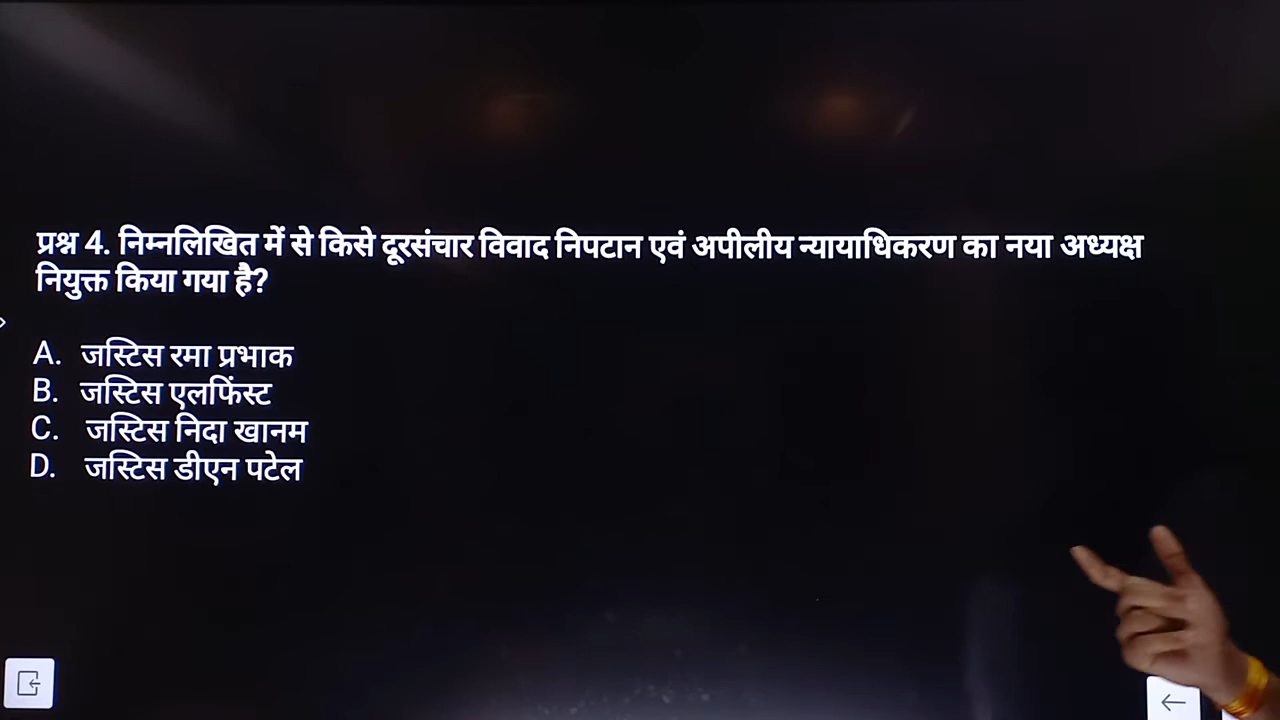 प्रश्न 4. निम्नलिखित में से किसे दूरसंचार विवाद निपटान एवं अपीलीय न्यायाधिकरण का नया अध्यक्ष
नियुक्त किया गया है?
A. जस्टिस रमा प्रभाक
B. जस्टिस एलफिंस्ट
C. जस्टिस निदा खानम
D. जस्टिस डीएन पटेल